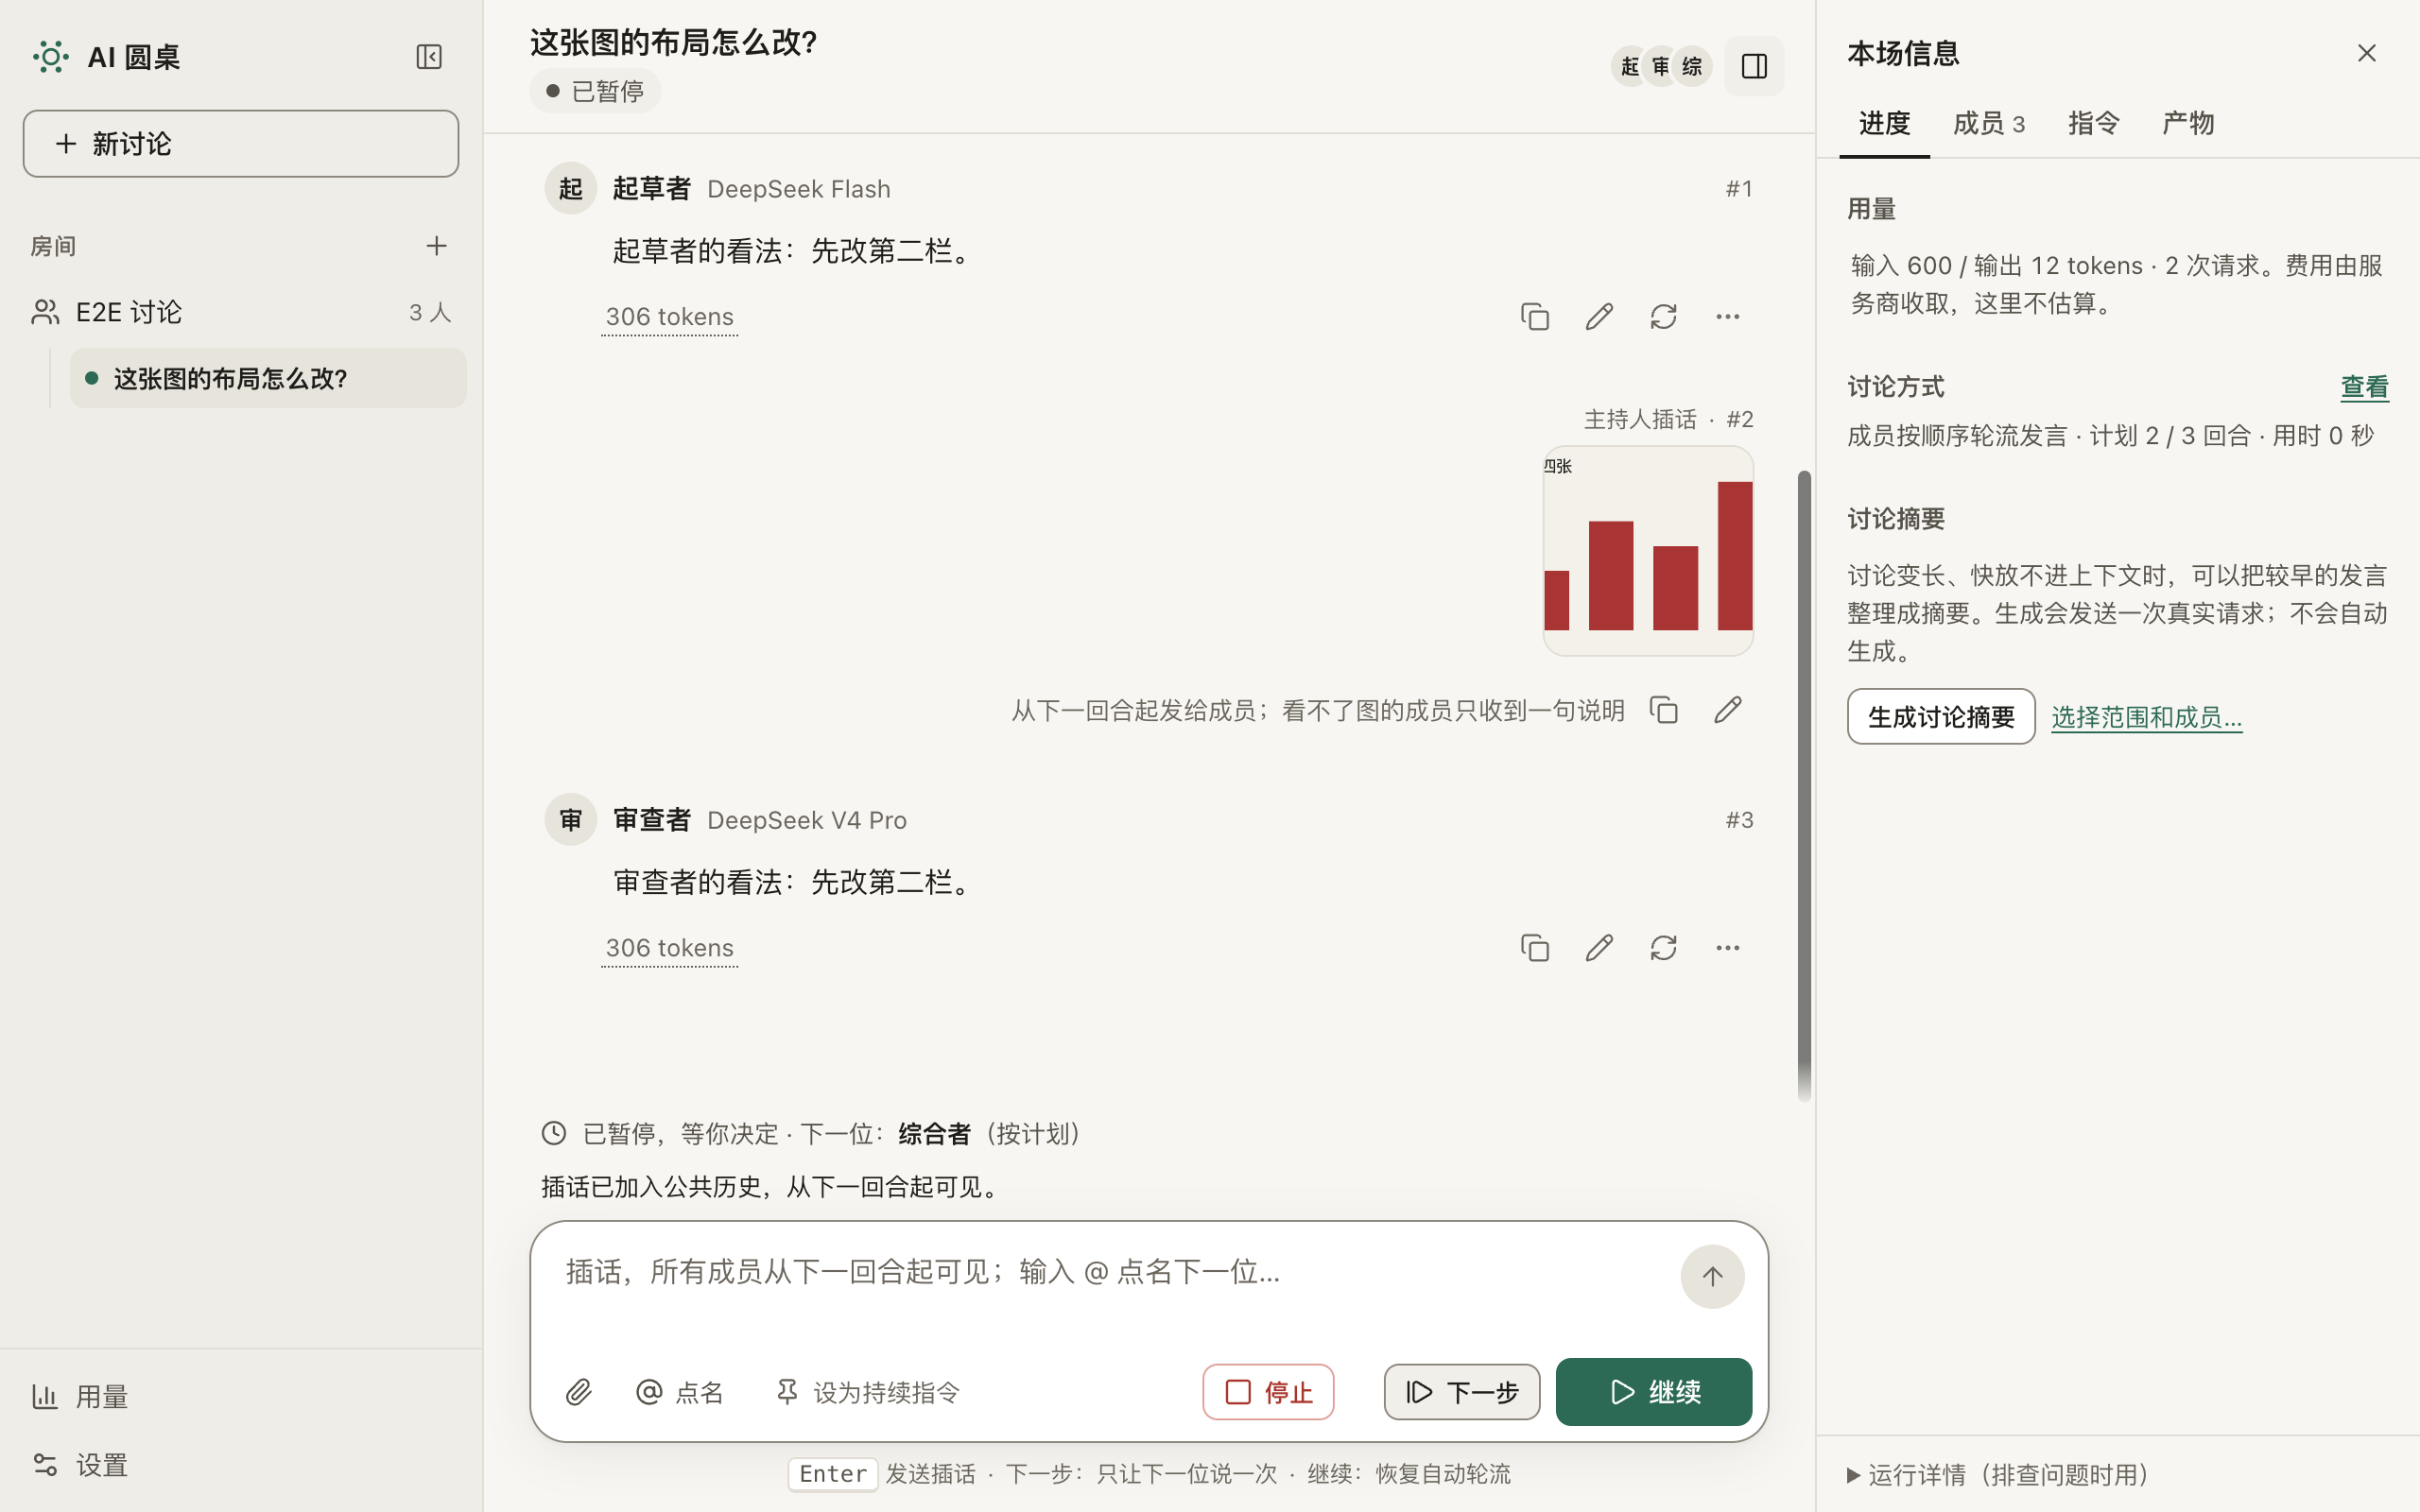 AI 圆桌
新讨论
房间
E2E 讨论
3 人
这张图的布局怎么改?
用量
设置
这张图的布局怎么改?
已暂停
起 审 综
起 起草者 DeepSeek Flash #1
起草者的看法：先改第二栏。
306 tokens
主持人插话 · #2
四张
从下一回合起发给成员；看不了图的成员只收到一句说明
审 审查者 DeepSeek V4 Pro #3
审查者的看法：先改第二栏。
306 tokens
已暂停，等你决定 · 下一位：综合者（按计划）
插话已加入公共历史，从下一回合起可见。
插话，所有成员从下一回合起可见；输入 @ 点名下一位...
点名
设为持续指令
停止
下一步
继续
Enter 发送插话 · 下一步：只让下一位说一次 · 继续：恢复自动轮流
本场信息
进度 成员 3 指令 产物
用量
输入 600 / 输出 12 tokens · 2 次请求。费用由服
务商收取，这里不估算。
讨论方式 查看
成员按顺序轮流发言 · 计划 2 / 3 回合 · 用时 0 秒
讨论摘要
讨论变长、快放不进上下文时，可以把较早的发言
整理成摘要。生成会发送一次真实请求；不会自动
生成。
生成讨论摘要 选择范围和成员...
运行详情（排查问题时用）